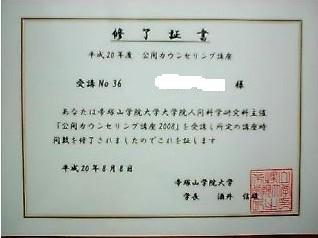 修了証書
平成20年度 公開カウンセリング講座
受講No 36 様
あなたは帝塚山学院大学大学院人間科学研究科主催
「公開カウンセリング講座2008」を受講し所定の講座時
間数を修了されましたのでこれを証します
平成20年8月8日
帝塚山学院大学
学長 酒井 信雄